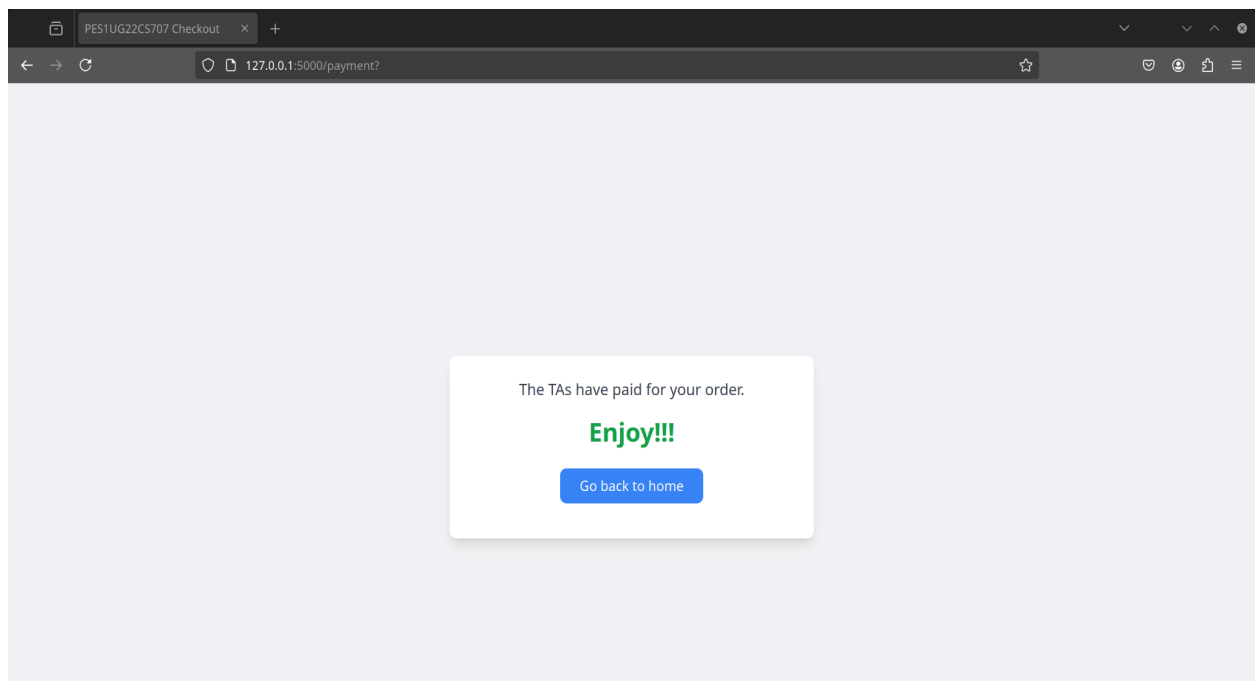 PES1UG22CS707 Checkout
127.0.0.1:5000/payment?
The TAs have paid for your order.
Enjoy!!!
Go back to home